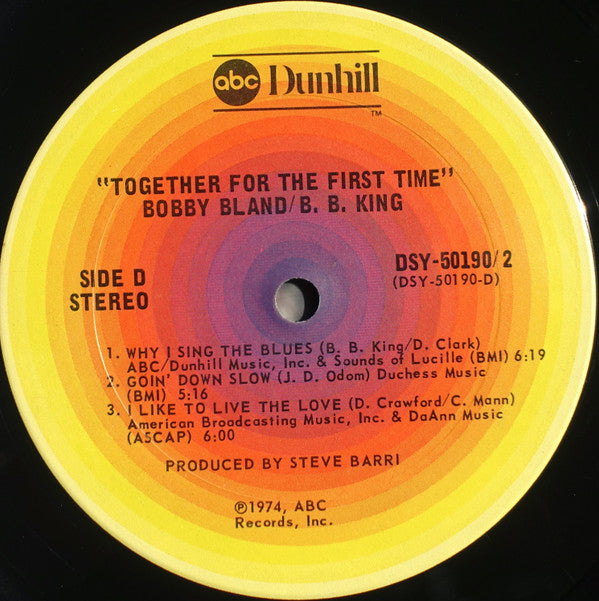 abc Dunhill
TM
"TOGETHER FOR THE FIRST TIME"
BOBBY BLAND/B. B. KING
SIDE D
STEREO
DSY-50190/2
(DSY-50190-D)
1. WHY I SING THE BLUES (B. B. King/D. Clark)
ABC/Dunhill Music, Inc. & Sounds of Lucille (BMI) 6:19
2. GOIN' DOWN SLOW (J. D. Odom) Duchess Music
(BMI) 5:16
3. I LIKE TO LIVE THE LOVE (D. Crawford/C. Mann)
American Broadcasting Music, Inc. & DaAnn Music
(ASCAP) 6:00
PRODUCED BY STEVE BARRI
℗1974, ABC
Records, Inc.